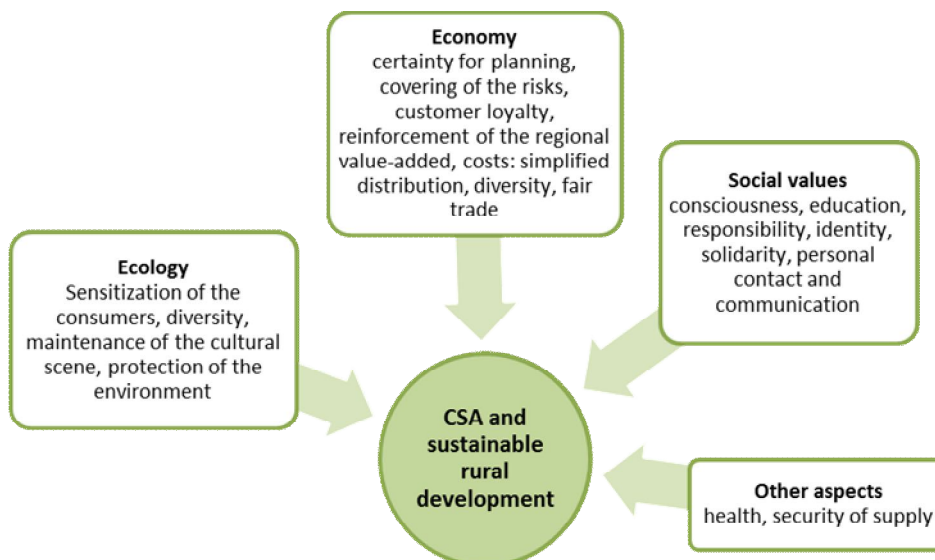 Economy
certainty for planning,
covering of the risks,
customer loyalty,
reinforcement of the regional
value-added, costs: simplified
distribution, diversity, fair
trade
Social values
consciousness, education,
responsibility, identity,
solidarity, personal
contact and
communication
Ecology
Sensitization of the
consumers, diversity,
maintenance of the cultural
scene, protection of the
environment
CSA and
sustainable
rural
development
Other aspects
health, security of supply